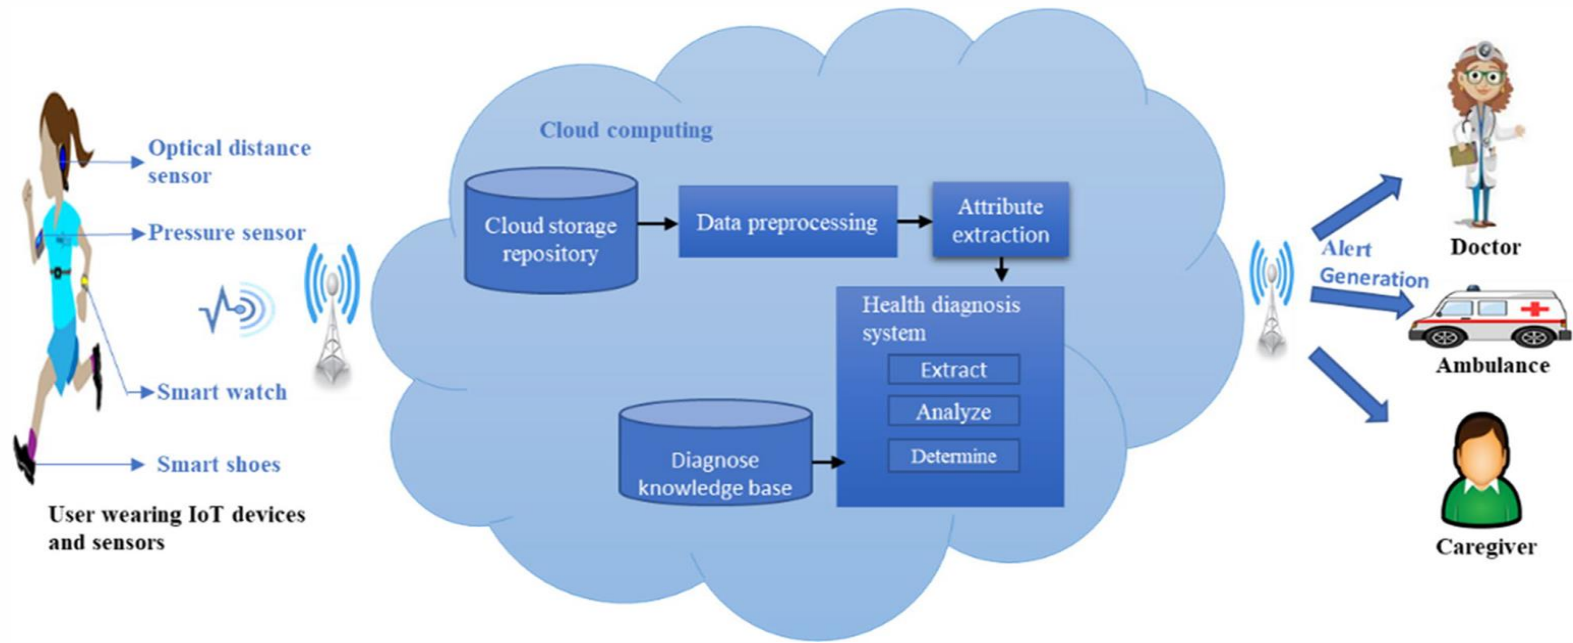 Optical distance
sensor
Pressure sensor
Smart watch
Smart shoes
User wearing IoT devices
and sensors
Cloud computing
Cloud storage
repository
Data preprocessing
Attribute
extraction
Health diagnosis
system
Extract
Analyze
Determine
Diagnose
knowledge base
Alert
Generation
Doctor
Ambulance
Caregiver